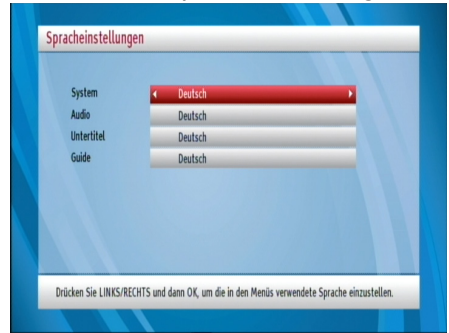 Spracheinstellungen
System Deutsch
Audio Deutsch
Untertitel Deutsch
Guide Deutsch
Drücken Sie LINKS/RECHTS und dann OK, um die in den Menüs verwendete Sprache einzustellen.